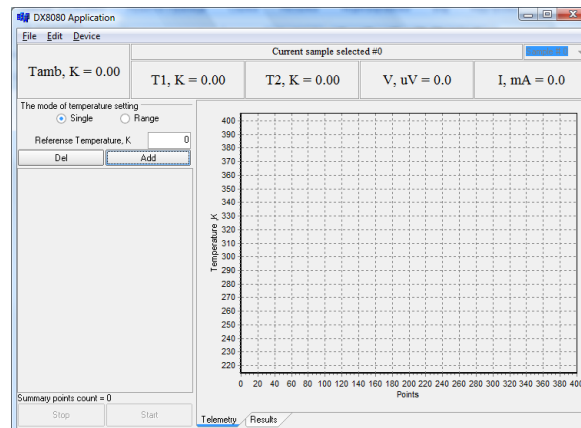 DX8080 Application
File Edit Device
Current sample selected #0
Tamb, K = 0.00
T1, K = 0.00
T2, K = 0.00
V, uV = 0.0
I, mA = 0.0
The mode of temperature setting
Single Range
Referense Temperature, K 0
Del Add
Temperature ,K
400
390
380
370
360
350
340
330
320
310
300
290
280
270
260
250
240
230
220
0 20 40 60 80 100 120 140 160 180 200 220 240 260 280 300 320 340 360 380 400
Points
Summary points count = 0
Stop Start
Telemetry Results